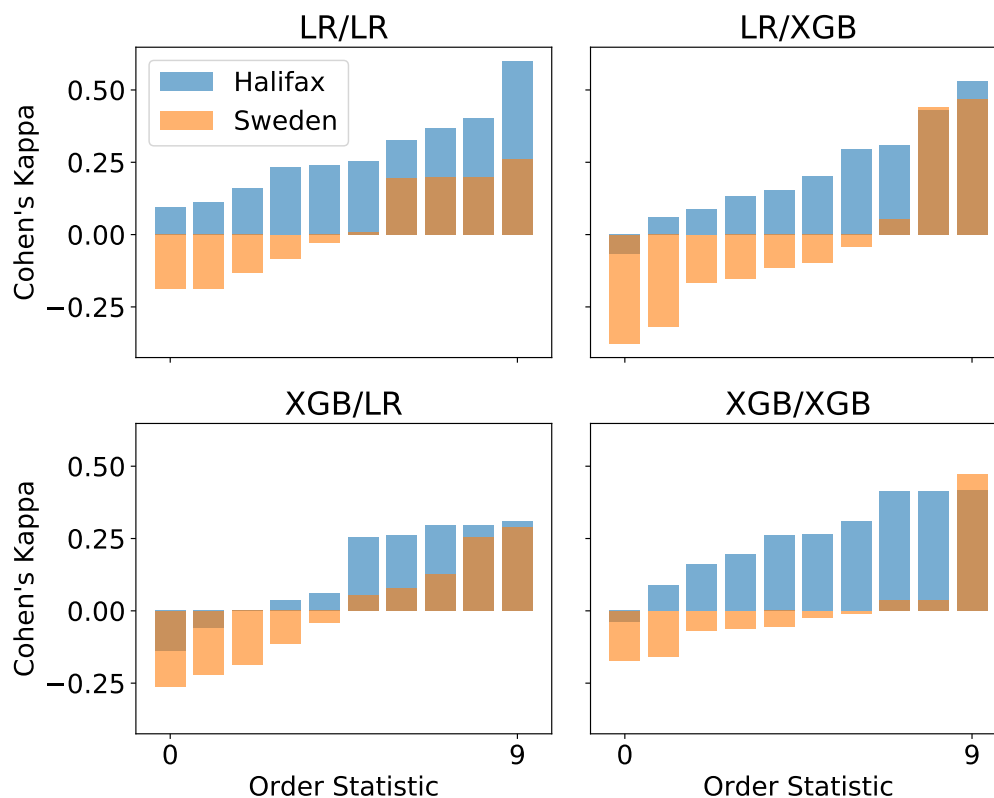 LR/LR
LR/XGB
Halifax
Sweden
0.50
0.25
0.00
−0.25
Cohen's Kappa
XGB/LR
XGB/XGB
0.50
0.25
0.00
−0.25
Cohen's Kappa
0
9
0
9
Order Statistic
Order Statistic